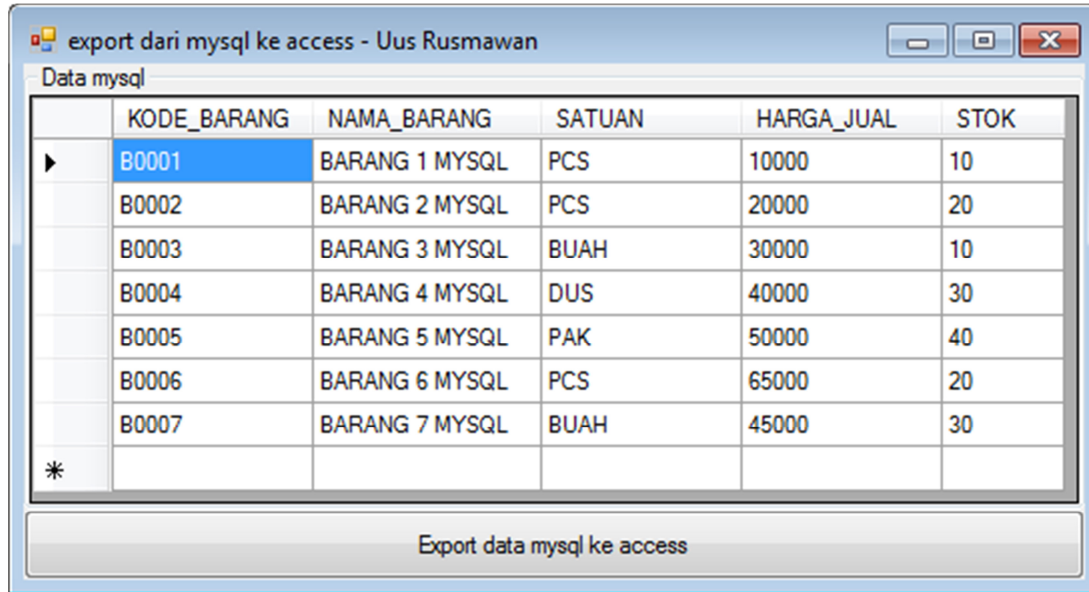 export dari mysql ke access - Uus Rusmawan
Data mysql
KODE_BARANG NAMA_BARANG SATUAN HARGA_JUAL STOK
B0001 BARANG 1 MYSQL PCS 10000 10
B0002 BARANG 2 MYSQL PCS 20000 20
B0003 BARANG 3 MYSQL BUAH 30000 10
B0004 BARANG 4 MYSQL DUS 40000 30
B0005 BARANG 5 MYSQL PAK 50000 40
B0006 BARANG 6 MYSQL PCS 65000 20
B0007 BARANG 7 MYSQL BUAH 45000 30
Export data mysql ke access